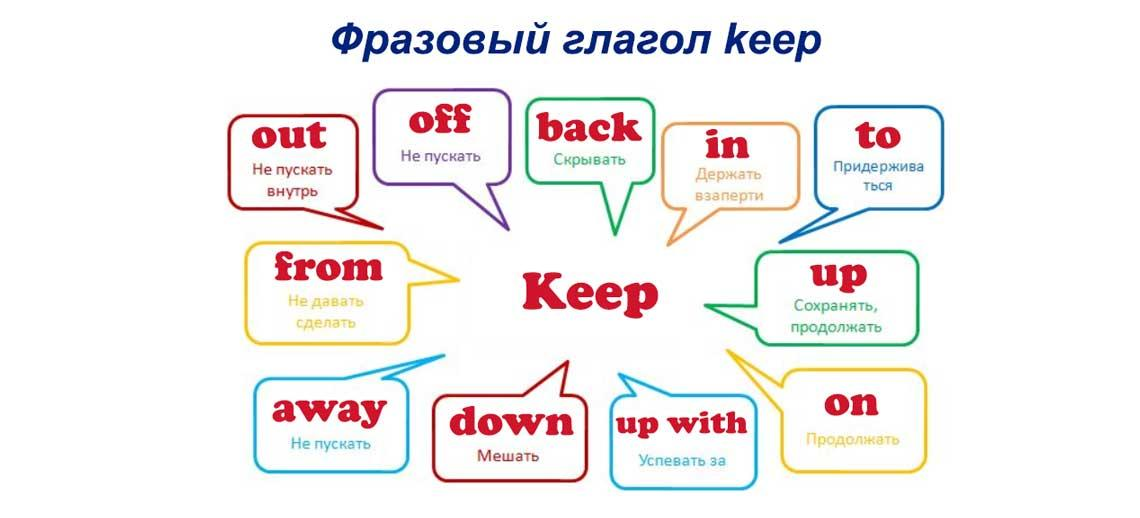 Фразовый глагол keep
out
Не пускать
внутрь
off
Не пускать
back
Скрывать
in
Держать
взаперти
to
Придержива
ться
from
Не давать
сделать
Keep
up
Сохранять,
продолжать
away
Не пускать
down
Мешать
up with
Успевать за
on
Продолжать